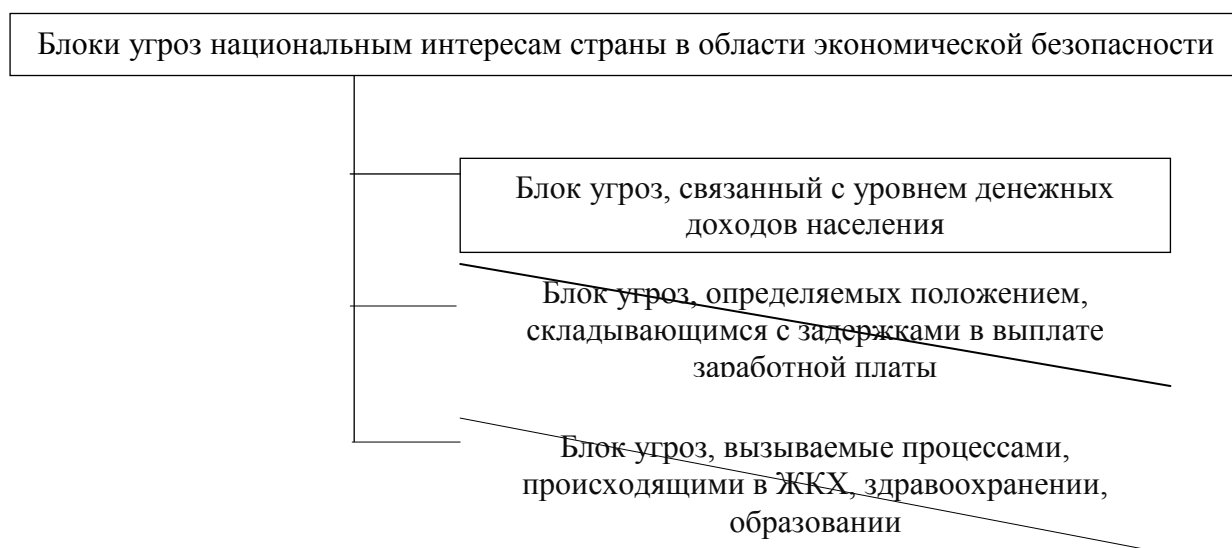 Блоки угроз национальным интересам страны в области экономической безопасности
Блок угроз, связанный с уровнем денежных
доходов населения
Блок угроз, определяемых положением,
складывающимся с задержками в выплате
заработной платы
Блок угроз, вызываемые процессами,
происходящими в ЖКХ, здравоохранении,
образовании